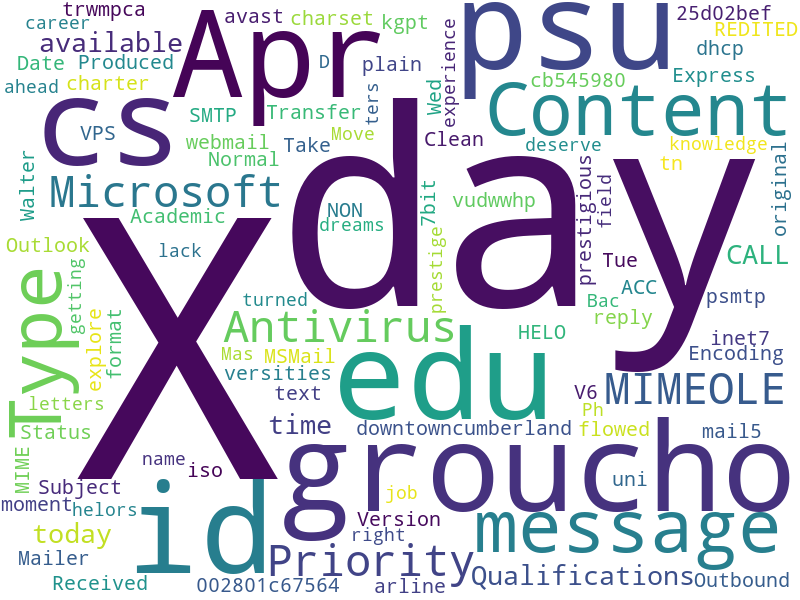 trwmpca
career
available
Date Produced
ahead charter
avast charset
Apr
kgpt
D plain
ters
experience
Wed
psu
25d02bef
REDITED
dhcp
cb545980 Express
Content
cs
VPS
SMTP Transfer
webmail Take Move
Normal
Clean
deserve knowledge
tn
original
Walter
Microsoft
Academic
NON
dreams
7bit
vudwwhp
prestigious
field
Tue
CALL
Outlook
lack
X day
prestige
Bac ACC psmtp
reply
Type
getting
explore
format
turned
Antivirus
HELO
inet7
Encoding
Mas MSMail
versities
edu
text
V6 MIMEOLE
letters
Status
time
downtowncumberland
Ph
flowed mail5
MIME
name iso
groucho
Subject
moment helors
id
job
uni
Version
right
message
today
Mailer
Priority
Qualifications Outbound
Received 002801c67564 arline